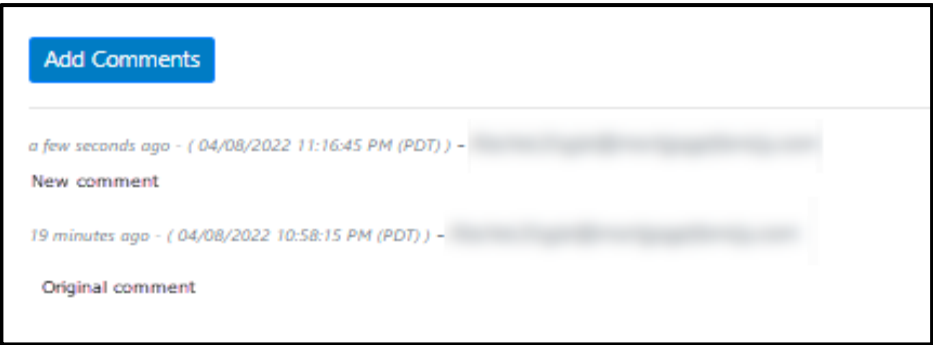 Add Comments
a few seconds ago - ( 04/08/2022 11:16:45 PM (PDT) ) -
New comment
19 minutes ago - ( 04/08/2022 10:58:15 PM (PDT) ) -
Original comment